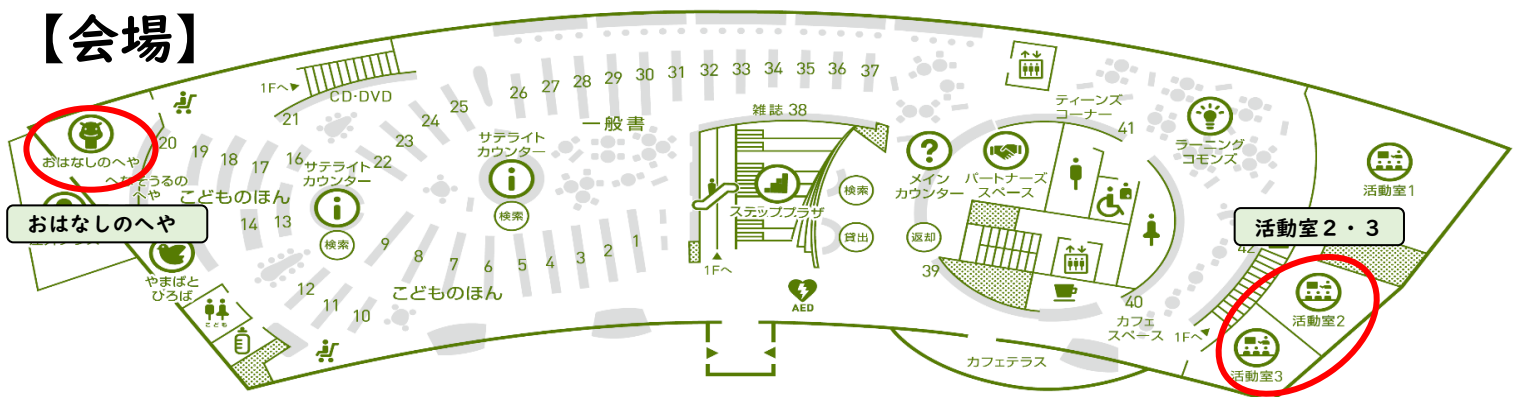 【会場】
1Fへ
CD・DVD
21
26
27
28
29
30
31
32
33
34
35
36
37
25
24
23
22
一般書
雑誌 38
ティーンズ
コーナー
41
ラーニング
コモンズ
活動室1
おはなしのへや
20
19
18
17
16
サテライト
カウンター
検索
サテライト
カウンター
検索
こどものほん
14
13
おはなしのへや
やまばと
ひろば
こども
9
8
7
6
5
4
3
2
1
12
11
10
こどものほん
ステッププラザ
1Fへ
検索
貸出
返却
メイン
カウンター
パートナーズ
スペース
39
40
AED
カフェ
スペース
カフェテラス
1Fへ
42
活動室2・3
活動室2
活動室3